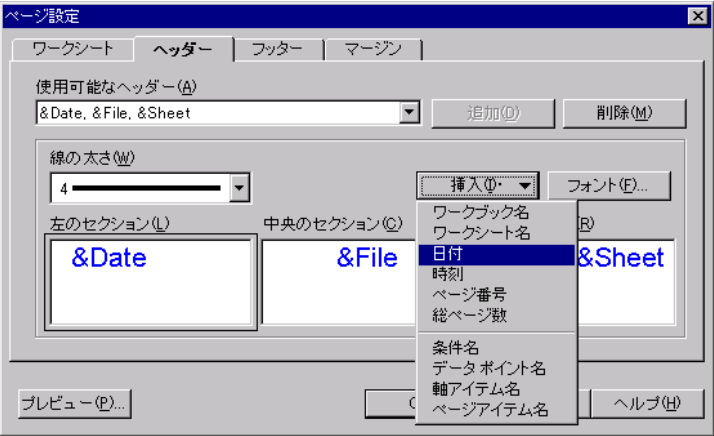 ページ設定
ワークシート ヘッダー フッター マージン
使用可能なヘッダー(A)
&Date, &File, &Sheet 追加(D) 削除(M)
線の太さ(W)
4 挿入(I) フォント(F)...
左のセクション(L) 中央のセクション(C) (R)
&Date &File &Sheet
ワークブック名
ワークシート名
日付
時刻
ページ番号
総ページ数
条件名
データ ポイント名
軸アイテム名
ページアイテム名
プレビュー(P)... ヘルプ(H)